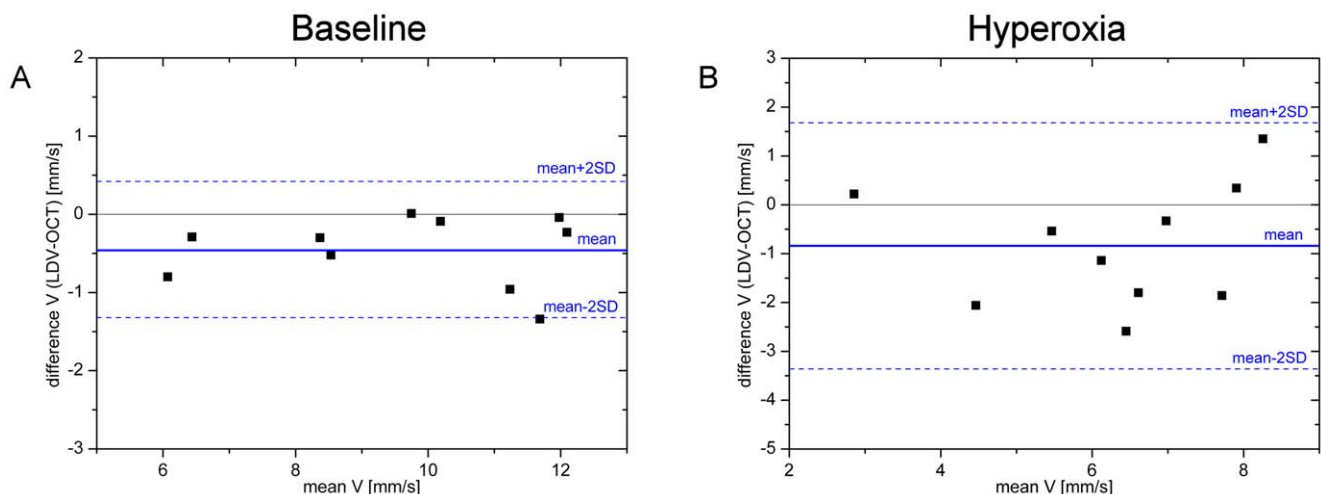 Baseline
A
difference V (LDV-OCT) [mm/s]
2
1
0
-1
-2
-3
mean+2SD
mean
mean-2SD
6
8
10
12
mean V [mm/s]
Hyperoxia
B
difference V (LDV-OCT) [mm/s]
3
2
1
0
-1
-2
-3
-4
-5
mean+2SD
mean
mean-2SD
2
4
6
8
mean V [mm/s]